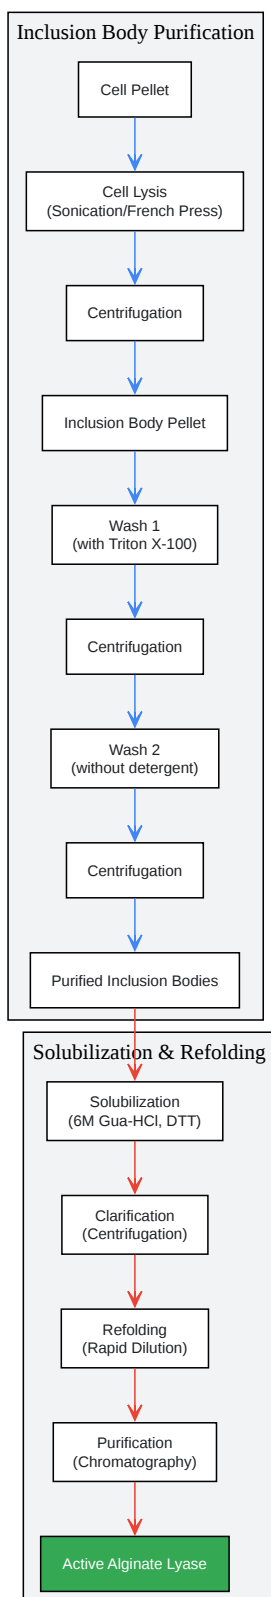 Inclusion Body Purification
Cell Pellet
Cell Lysis
(Sonication/French Press)
Centrifugation
Inclusion Body Pellet
Wash 1
(with Triton X-100)
Centrifugation
Wash 2
(without detergent)
Centrifugation
Purified Inclusion Bodies
Solubilization & Refolding
Solubilization
(6M Gua-HCl, DTT)
Clarification
(Centrifugation)
Refolding
(Rapid Dilution)
Purification
(Chromatography)
Active Alginate Lyase